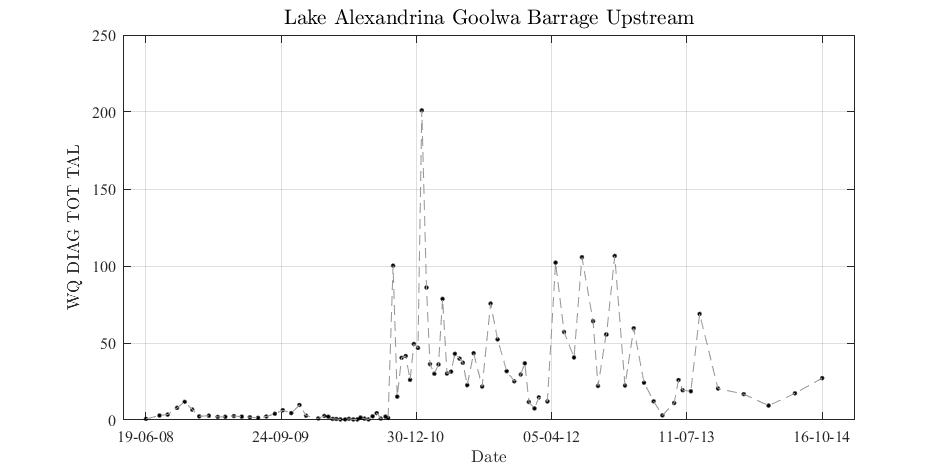 Lake Alexandrina Goolwa Barrage Upstream
250
200
150
100
50
0
WQ DIAG TOT TAL
19-06-08 24-09-09 30-12-10 05-04-12 11-07-13 16-10-14
Date